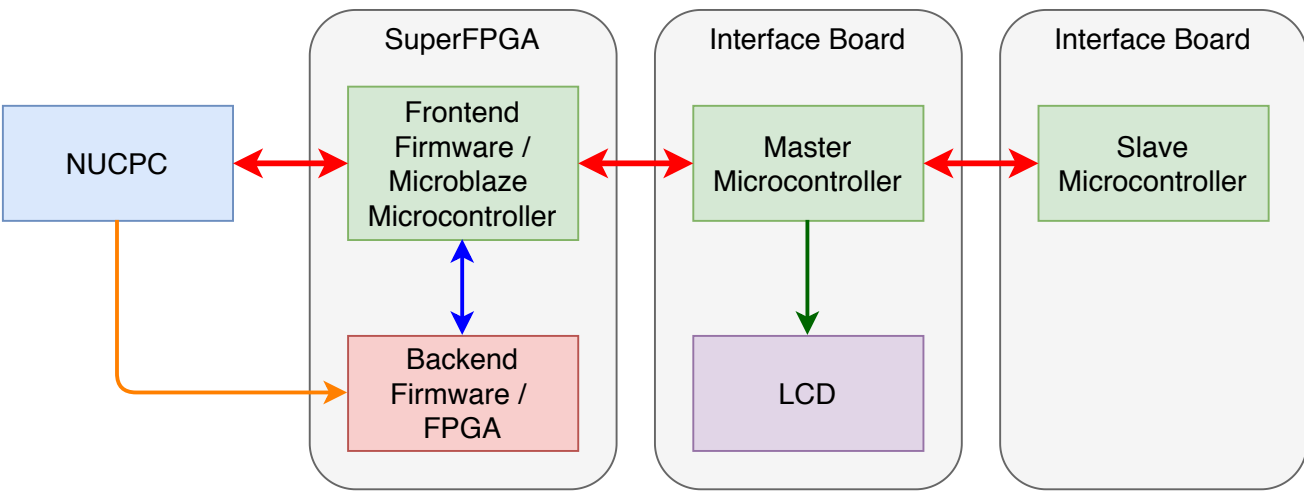 SuperFPGA
Interface Board
Interface Board
NUCPC
Frontend
Firmware /
Microblaze
Microcontroller
Master
Microcontroller
Slave
Microcontroller
Backend
Firmware /
FPGA
LCD